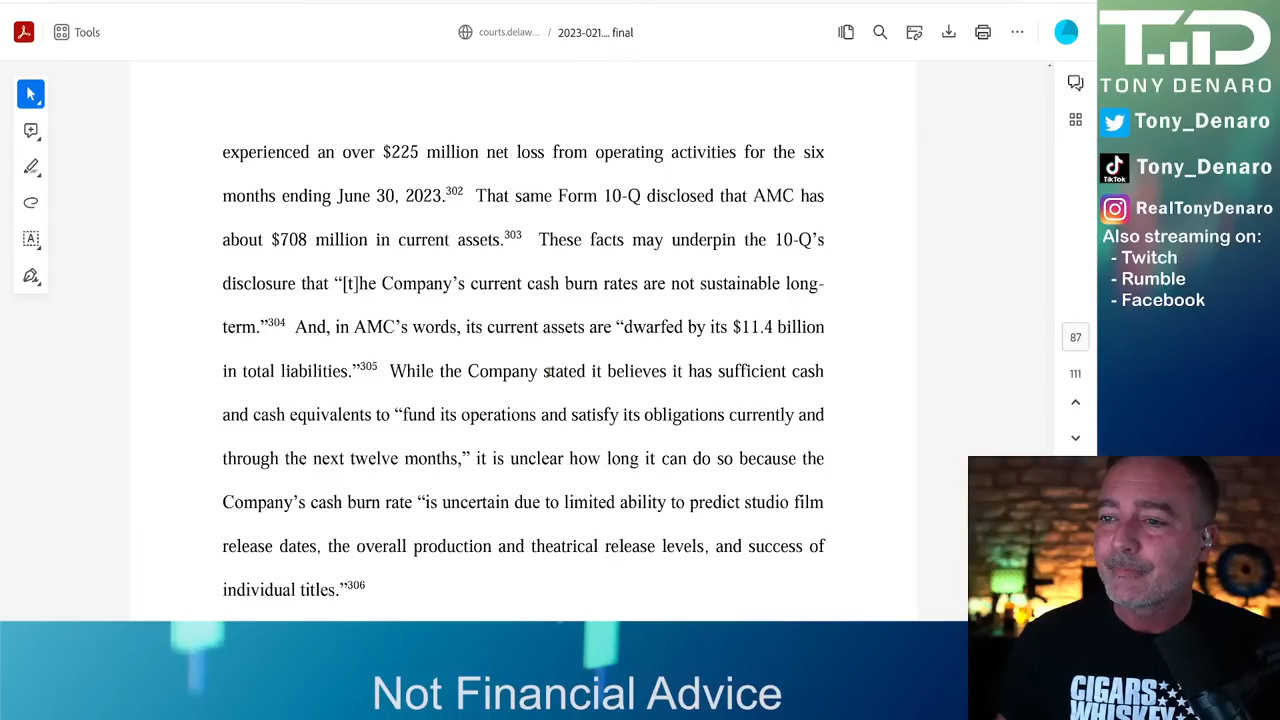 Tools
courts.delaw... / 2023-021.... final
experienced an over $225 million net loss from operating activities for the six
months ending June 30, 2023.302 That same Form 10-Q disclosed that AMC has
about $708 million in current assets.303 These facts may underpin the 10-Q’s
disclosure that “[t]he Company’s current cash burn rates are not sustainable long-
term.”304 And, in AMC’s words, its current assets are “dwarfed by its $11.4 billion
in total liabilities.”305 While the Company stated it believes it has sufficient cash
and cash equivalents to “fund its operations and satisfy its obligations currently and
through the next twelve months,” it is unclear how long it can do so because the
Company’s cash burn rate “is uncertain due to limited ability to predict studio film
release dates, the overall production and theatrical release levels, and success of
individual titles.”306
87
111
TD
TONY DENARO
Tony_Denaro
TikTok
Tony_Denaro
RealTonyDenaro
Also streaming on:
- Twitch
- Rumble
- Facebook
Not Financial Advice
CIGARS
WHISKEY